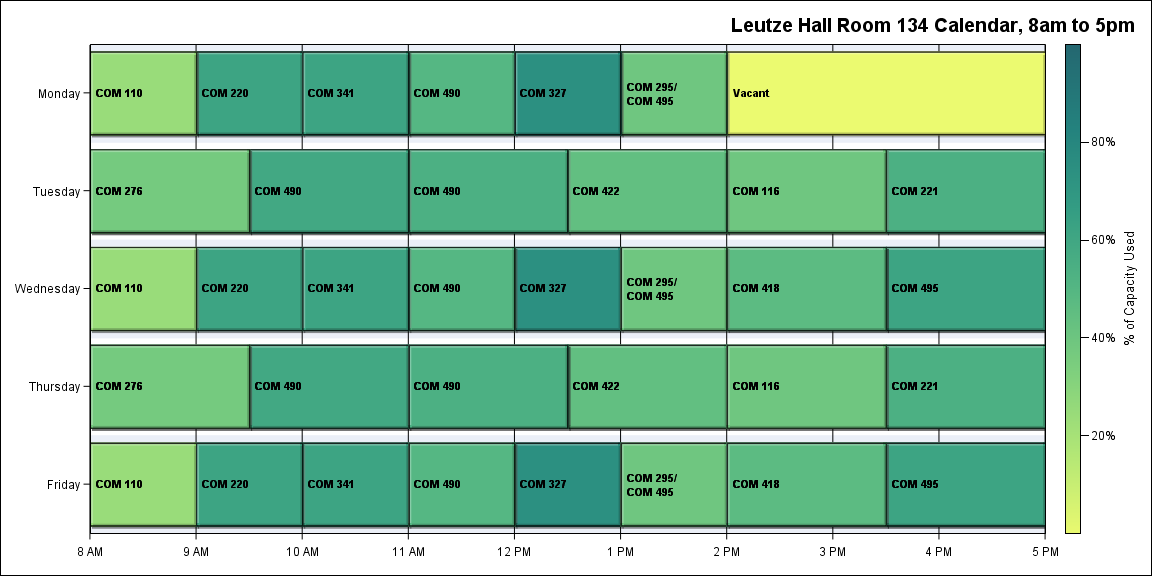 Leutze Hall Room 134 Calendar, 8am to 5pm
Monday
COM 110
COM 220
COM 341
COM 490
COM 327
COM 295/
COM 495
Vacant
Tuesday
COM 276
COM 490
COM 490
COM 422
COM 116
COM 221
Wednesday
COM 110
COM 220
COM 341
COM 490
COM 327
COM 295/
COM 495
COM 418
COM 495
Thursday
COM 276
COM 490
COM 490
COM 422
COM 116
COM 221
Friday
COM 110
COM 220
COM 341
COM 490
COM 327
COM 295/
COM 495
COM 418
COM 495
8 AM
9 AM
10 AM
11 AM
12 PM
1 PM
2 PM
3 PM
4 PM
5 PM
80%
60%
40%
20%
% of Capacity Used